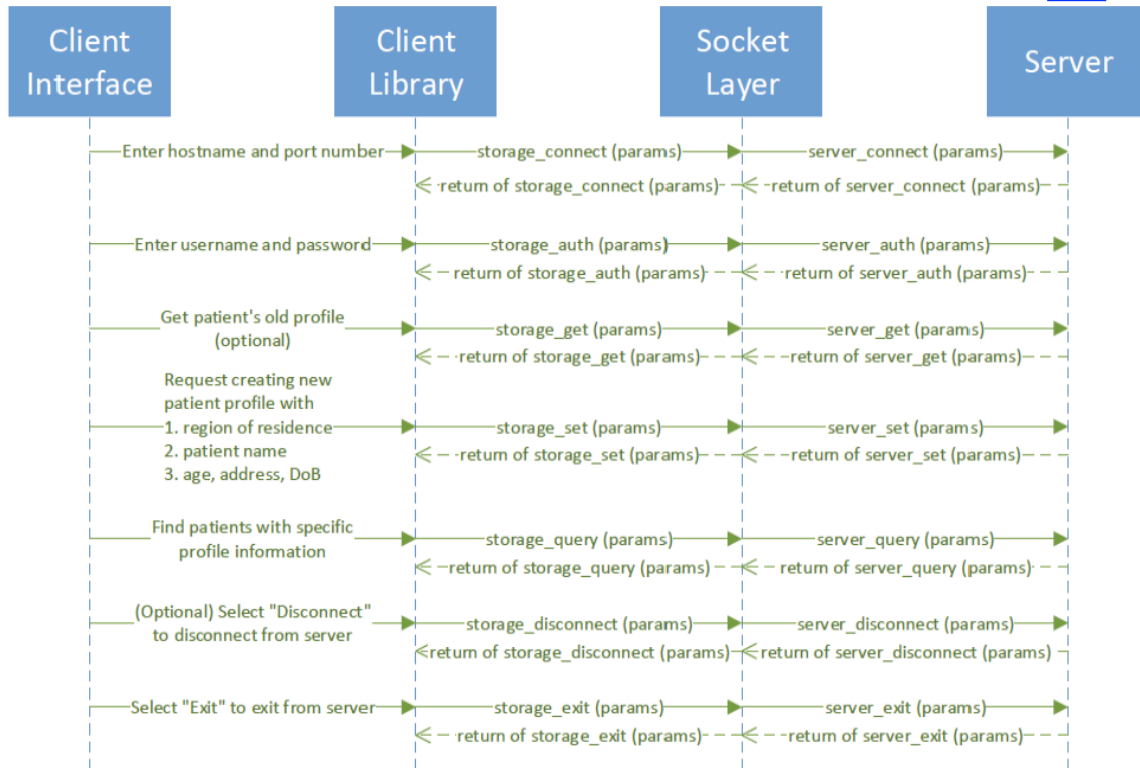 Client
Interface
Client
Library
Socket
Layer
Server
Enter hostname and port number
storage_connect (params)
server_connect (params)
return of storage_connect (params)
return of server_connect (params)
Enter username and password
storage_auth (params)
server_auth (params)
return of storage_auth (params)
return of server_auth (params)
Get patient's old profile
(optional)
storage_get (params)
server_get (params)
return of storage_get (params)
return of server_get (params)
Request creating new
patient profile with
1. region of residence
2. patient name
3. age, address, DoB
storage_set (params)
server_set (params)
return of storage_set (params)
return of server_set (params)
Find patients with specific
profile information
storage_query (params)
server_query (params)
return of storage_query (params)
return of server_query (params)
(Optional) Select "Disconnect"
to disconnect from server
storage_disconnect (params)
server_disconnect (params)
return of storage_disconnect (params)
return of server_disconnect (params)
Select "Exit" to exit from server
storage_exit (params)
server_exit (params)
return of storage_exit (params)
return of server_exit (params)